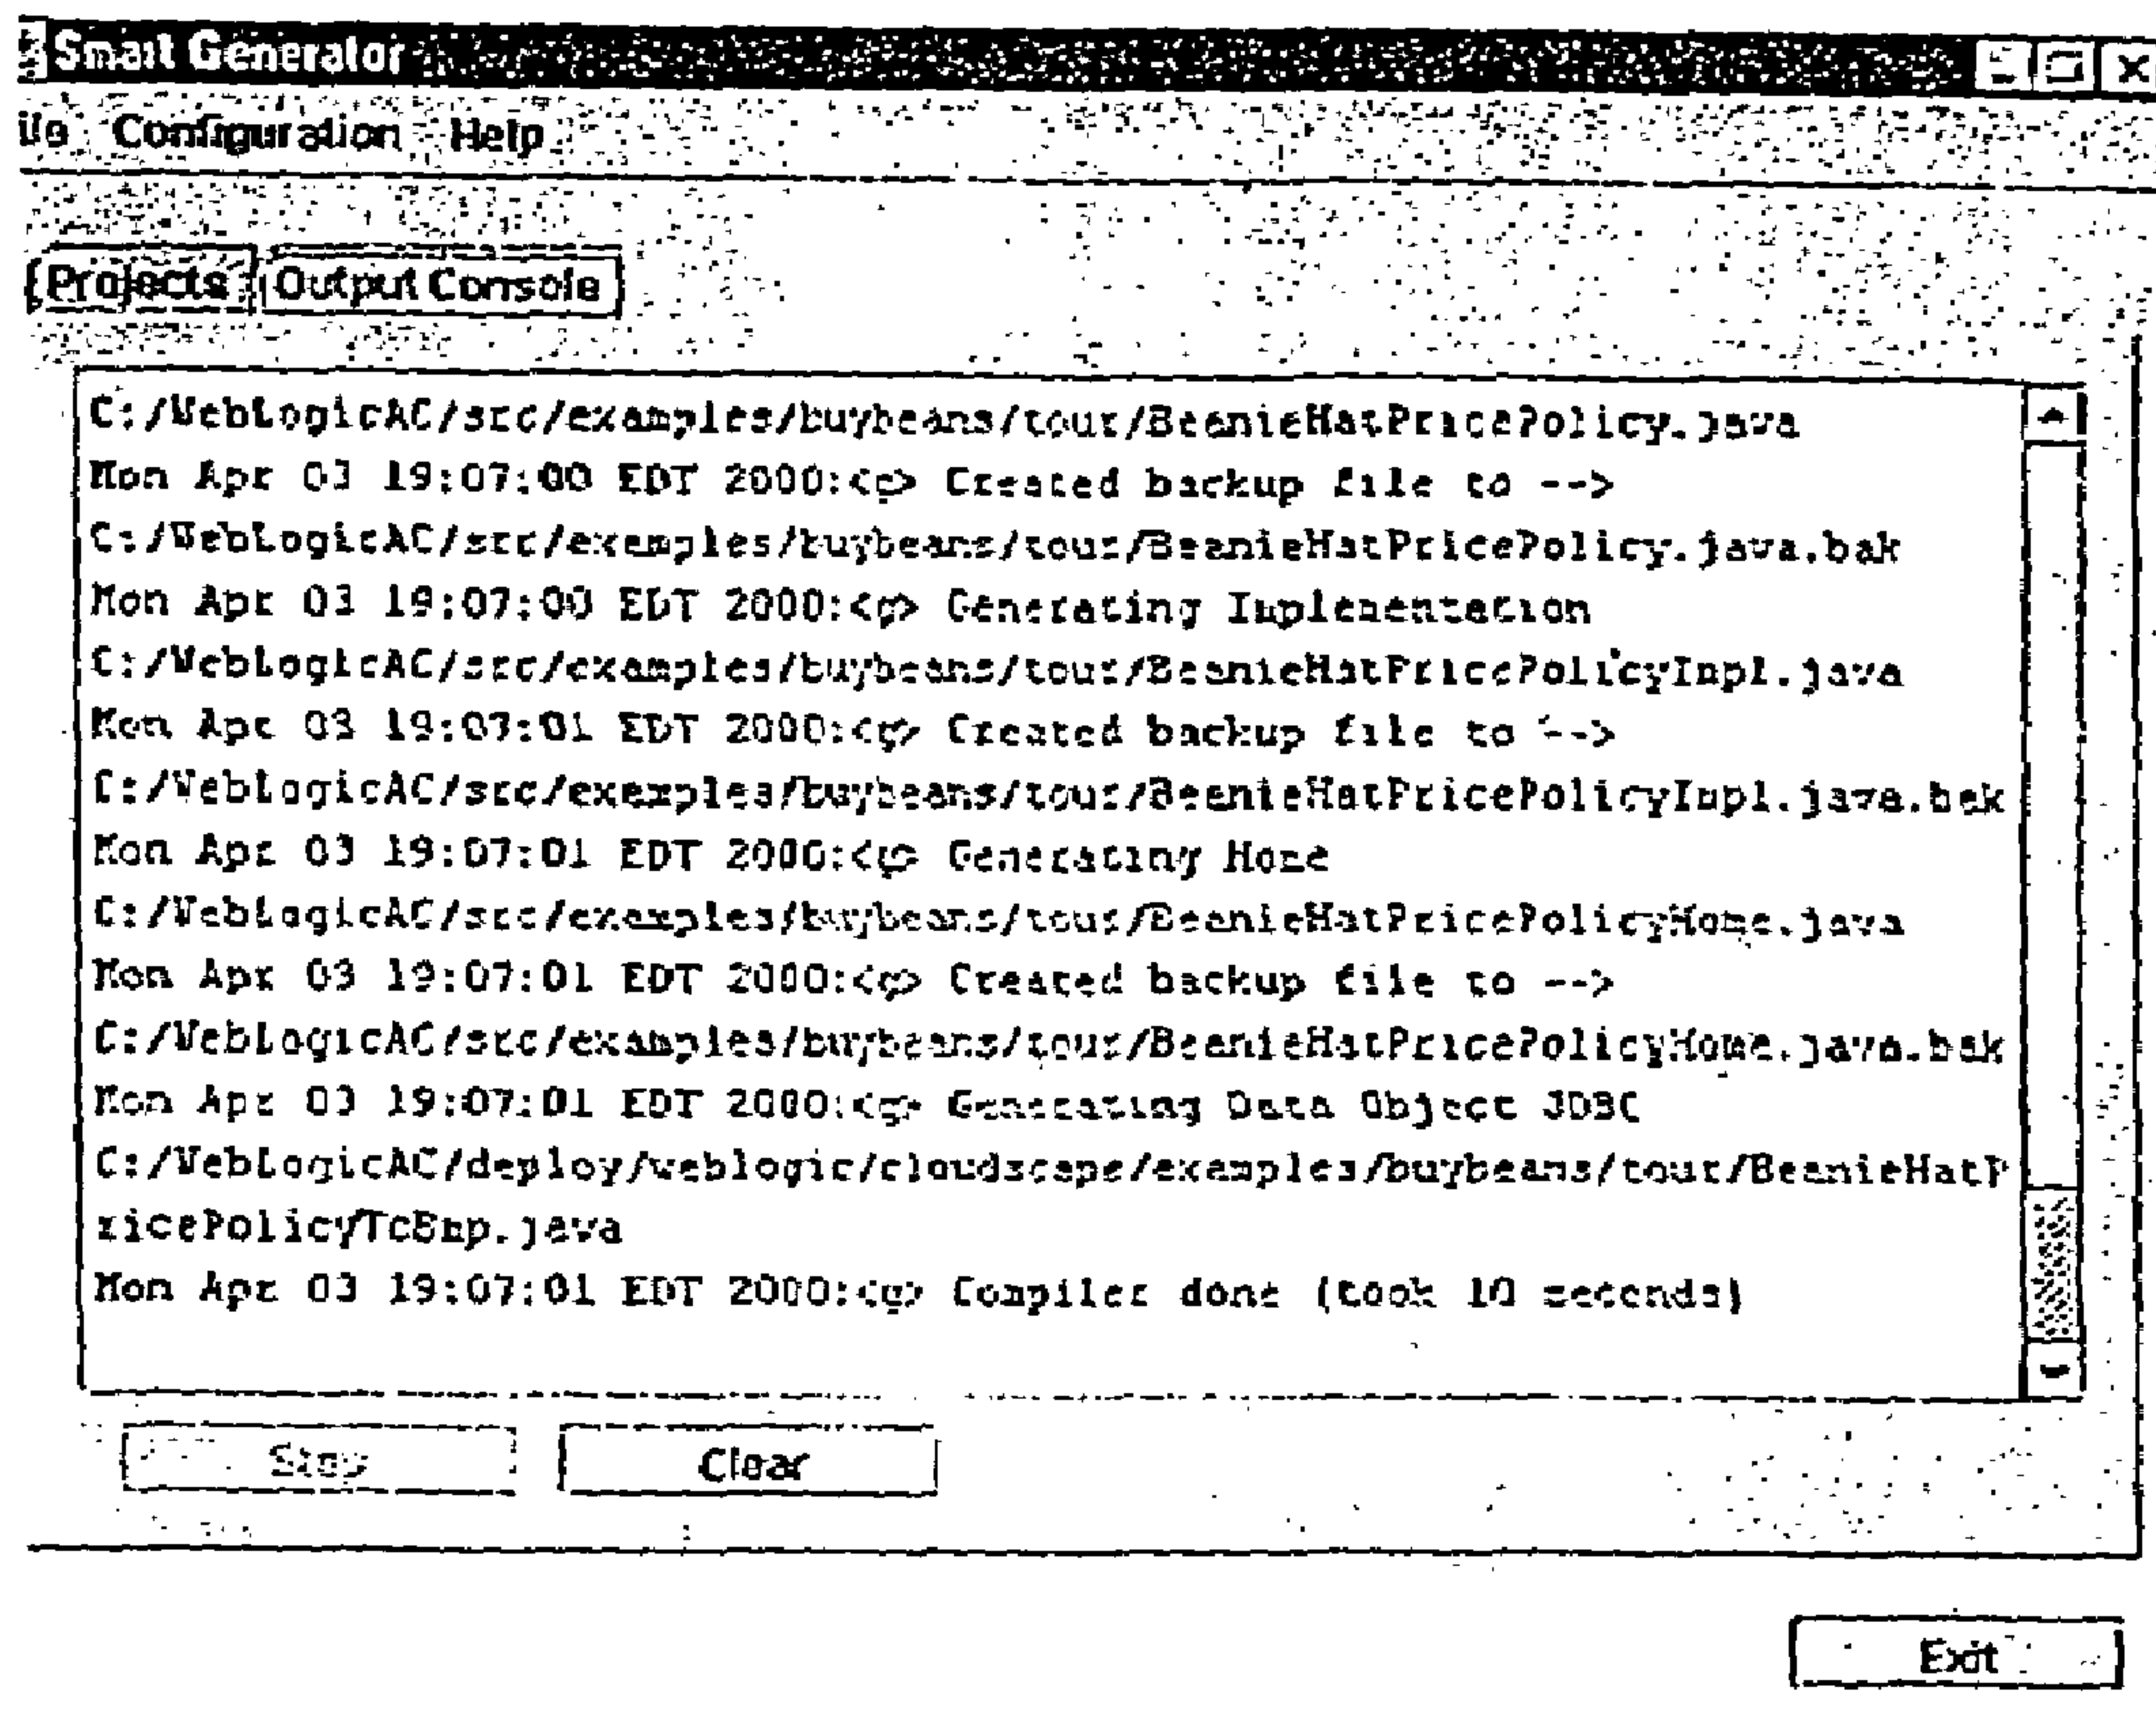 Smart Generator
ile Configuration Help
Projects Output Console
C:/WebLogicAC/src/examples/buybeans/tour/BeanieHatPricePolicy.java
Mon Apr 03 19:07:00 EDT 2000:<g> Created backup file to -->
C:/WebLogicAC/src/examples/buybeans/tour/BeanieHatPricePolicy.java.bak
Mon Apr 03 19:07:00 EDT 2000:<g> Generating Implementation
C:/WebLogicAC/src/examples/buybeans/tour/BeanieHatPricePolicyImpl.java
Mon Apr 03 19:07:01 EDT 2000:<g> Created backup file to -->
C:/WebLogicAC/src/examples/buybeans/tour/BeanieHatPricePolicyImpl.java.bak
Mon Apr 03 19:07:01 EDT 2000:<g> Generating Home
C:/WebLogicAC/src/examples/buybeans/tour/BeanieHatPricePolicyHome.java
Mon Apr 03 19:07:01 EDT 2000:<g> Created backup file to -->
C:/WebLogicAC/src/examples/buybeans/tour/BeanieHatPricePolicyHome.java.bak
Mon Apr 03 19:07:01 EDT 2000:<g> Generating Data Object JDBC
C:/WebLogicAC/deploy/weblogic/cloudscape/examples/buybeans/tour/BeanieHatP
ricePolicyTcBmp.java
Mon Apr 03 19:07:01 EDT 2000:<g> Compiler done (took 10 seconds)
Stop Clear
Exit